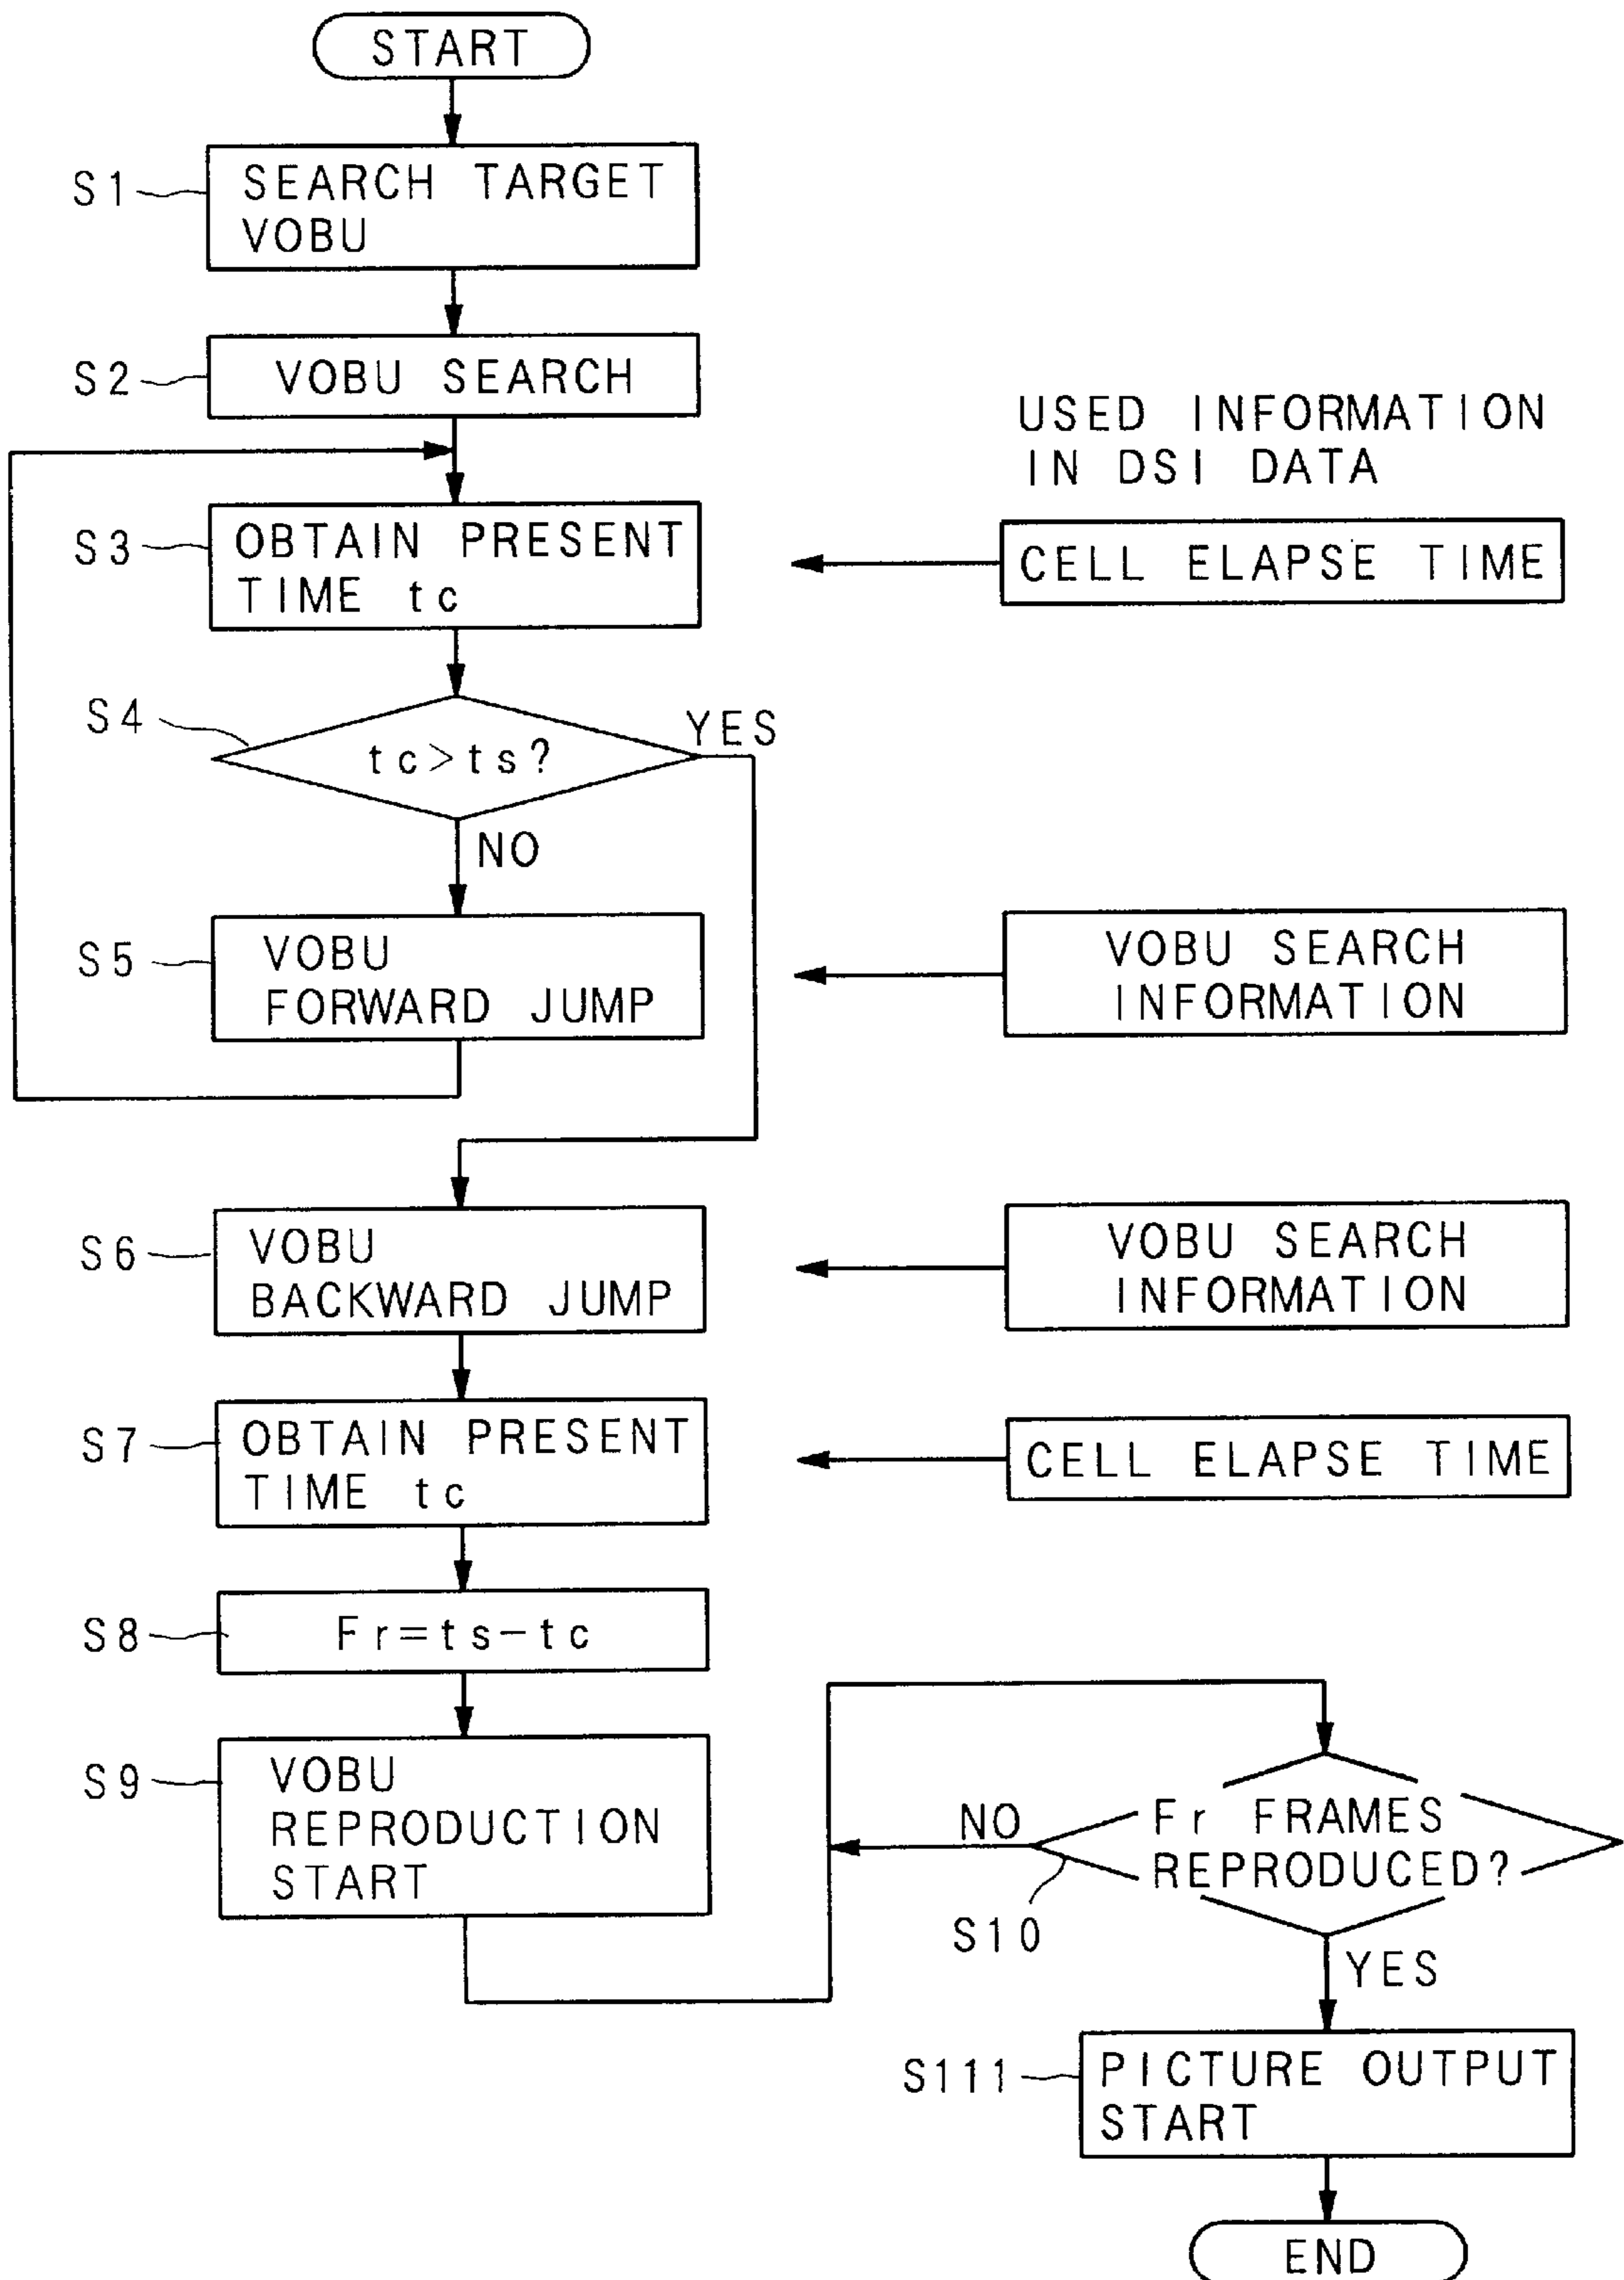 START
S1
SEARCH TARGET
VOBU
S2
VOBU SEARCH
USED INFORMATION
IN DSI DATA
S3
OBTAIN PRESENT
TIME tc
CELL ELAPSE TIME
S4
tc>ts?
YES
NO
S5
VOBU
FORWARD JUMP
VOBU SEARCH
INFORMATION
S6
VOBU
BACKWARD JUMP
VOBU SEARCH
INFORMATION
S7
OBTAIN PRESENT
TIME tc
CELL ELAPSE TIME
S8
Fr=ts-tc
S9
VOBU
REPRODUCTION
START
NO
Fr FRAMES
REPRODUCED?
S10
YES
S111
PICTURE OUTPUT
START
END